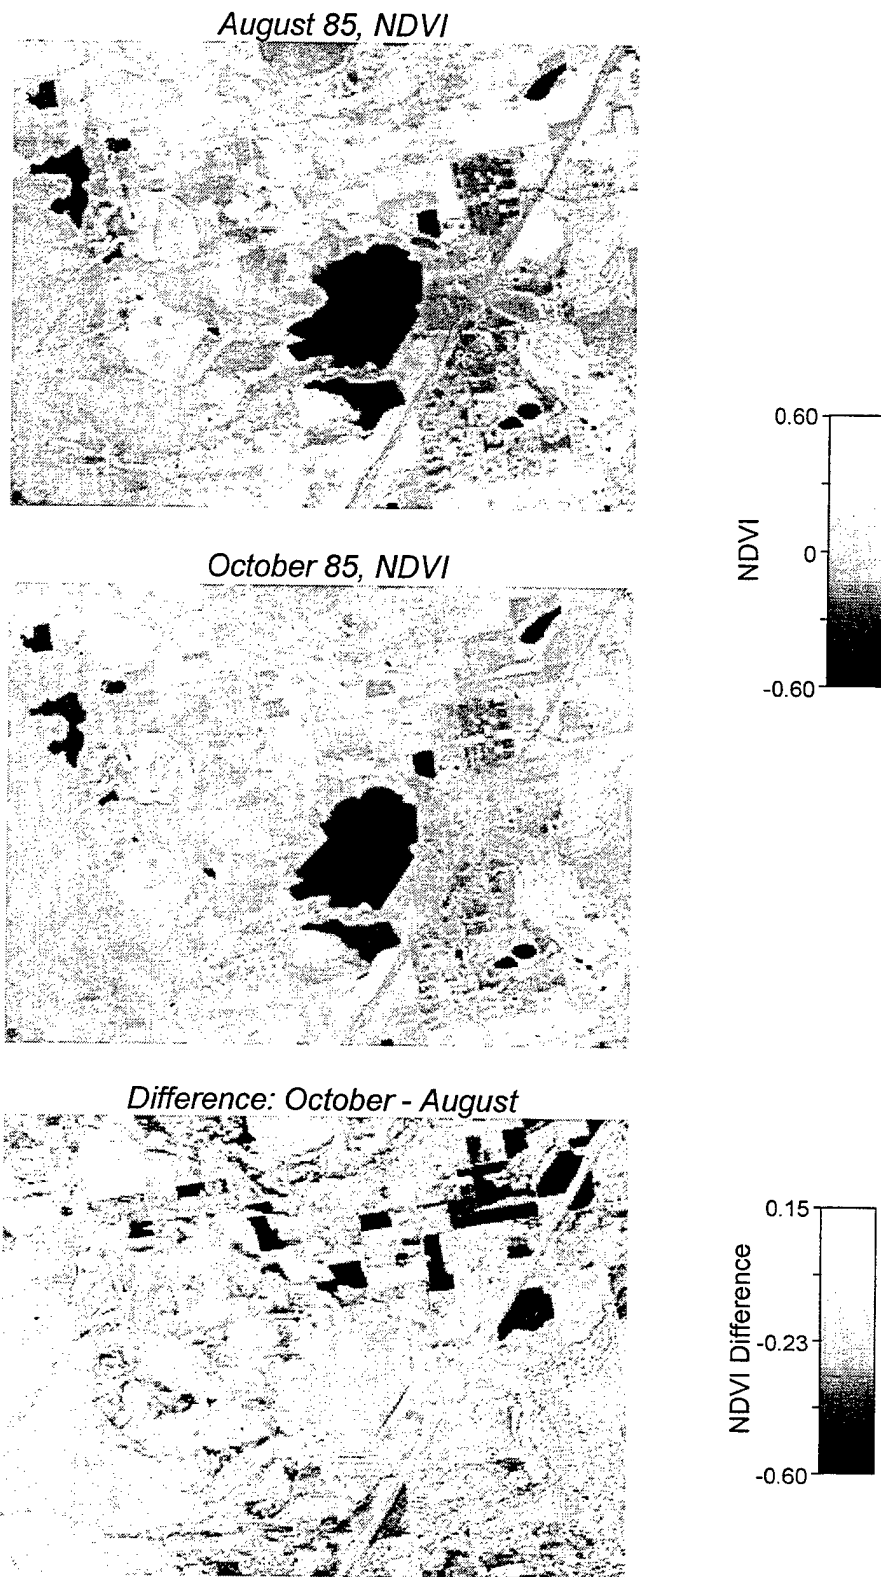 August 85, NDVI
0.60
0
-0.60
NDVI
October 85, NDVI
Difference: October - August
0.15
-0.23
-0.60
NDVI Difference